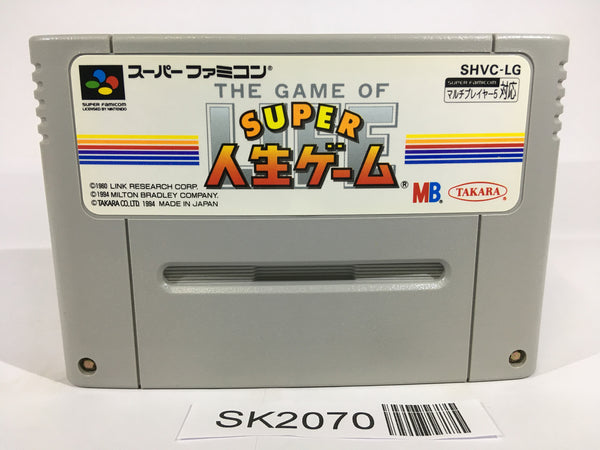 スーパーファミコン®
SUPER FAMICOM
LICENSED BY NINTENDO
SHVC-LG
SUPER FAMICOM
マルチプレイヤー5 対応
THE GAME OF
LIFE
SUPER
人生ゲーム®
©1960 LINK RESEARCH CORP.
©1994 MILTON BRADLEY COMPANY.
©TAKARA CO.,LTD. 1994 MADE IN JAPAN
MB®
TAKARA®
SK2070